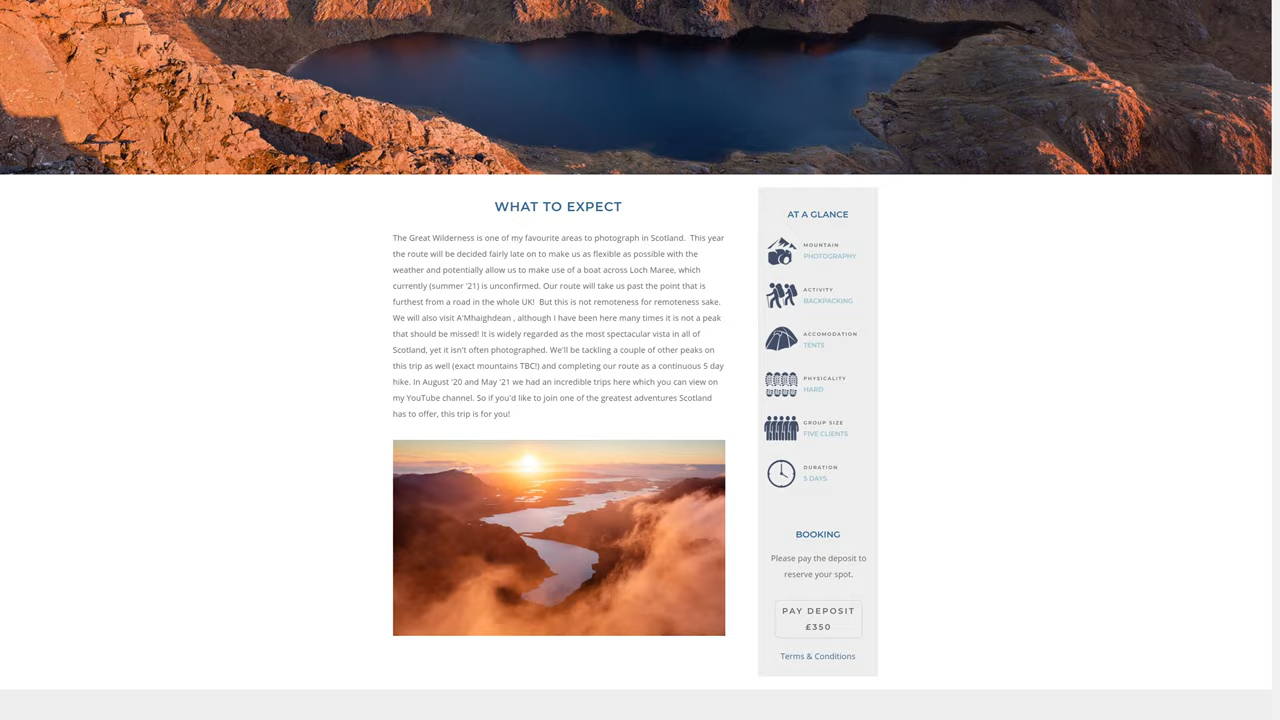 WHAT TO EXPECT
The Great Wilderness is one of my favourite areas to photograph in Scotland.  This year
the route will be decided fairly late on to make us as flexible as possible with the
weather and potentially allow us to make use of a boat across Loch Maree, which
currently (summer '21) is unconfirmed. Our route will take us past the point that is
furthest from a road in the whole UK!  But this is not remoteness for remoteness sake.
We will also visit A'Mhaighdean , although I have been here many times it is not a peak
that should be missed! It is widely regarded as the most spectacular vista in all of
Scotland, yet it isn't often photographed. We'll be tackling a couple of other peaks on
this trip as well (exact mountains TBC!) and completing our route as a continuous 5 day
hike. In August '20 and May '21 we had an incredible trips here which you can view on
my YouTube channel. So if you'd like to join one of the greatest adventures Scotland
has to offer, this trip is for you!
AT A GLANCE
MOUNTAIN
PHOTOGRAPHY
ACTIVITY
BACKPACKING
ACCOMODATION
TENTS
PHYSICALITY
HARD
GROUP SIZE
FIVE CLIENTS
DURATION
5 DAYS
BOOKING
Please pay the deposit to
reserve your spot.
PAY DEPOSIT
£350
Terms & Conditions